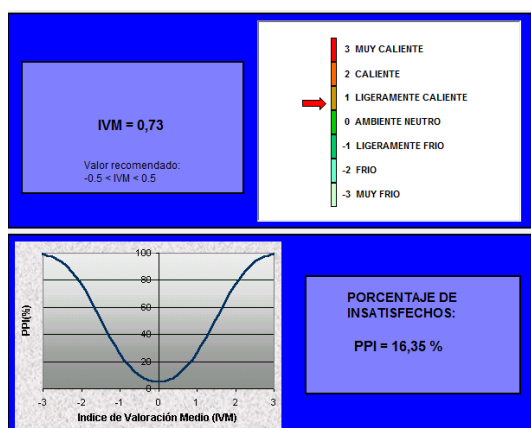 IVM = 0,73
Valor recomendado:
-0.5 < IVM < 0.5
3 MUY CALIENTE
2 CALIENTE
1 LIGERAMENTE CALIENTE
0 AMBIENTE NEUTRO
-1 LIGERAMENTE FRIO
-2 FRIO
-3 MUY FRIO
PPI(%)
100
80
60
40
20
0
-3 -2 -1 0 1 2 3
Indice de Valoración Medio (IVM)
PORCENTAJE DE
INSATISFECHOS:
PPI = 16,35 %